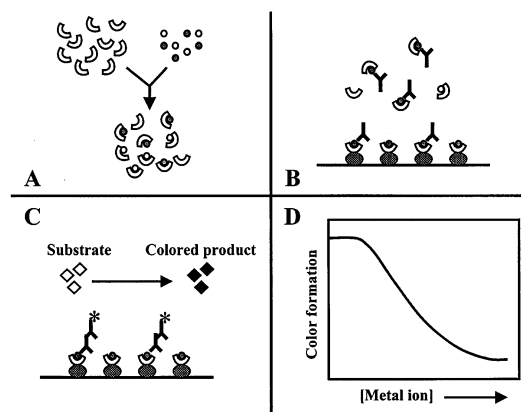 A
B
C
Substrate
Colored product
*
*
D
Color formation
[Metal ion]